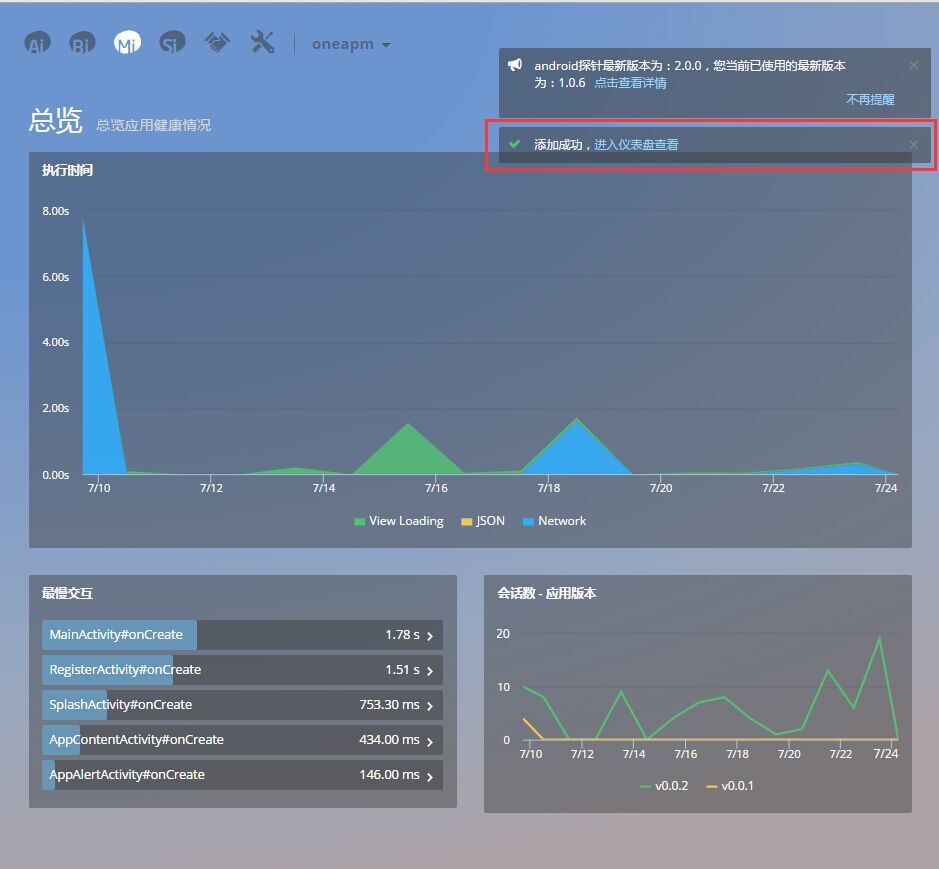 Ai Bi Mi Si oneapm
android探针最新版本为：2.0.0，您当前已使用的最新版本
为：1.0.6 点击查看详情
不再提醒
总览 总览应用健康情况
添加成功，进入仪表盘查看
执行时间
8.00s
6.00s
4.00s
2.00s
0.00s
7/10 7/12 7/14 7/16 7/18 7/20 7/22 7/24
View Loading JSON Network
最慢交互
MainActivity#onCreate 1.78 s
RegisterActivity#onCreate 1.51 s
SplashActivity#onCreate 753.30 ms
AppContentActivity#onCreate 434.00 ms
AppAlertActivity#onCreate 146.00 ms
会话数 - 应用版本
20
10
0
7/10 7/12 7/14 7/16 7/18 7/20 7/22 7/24
v0.0.2 v0.0.1